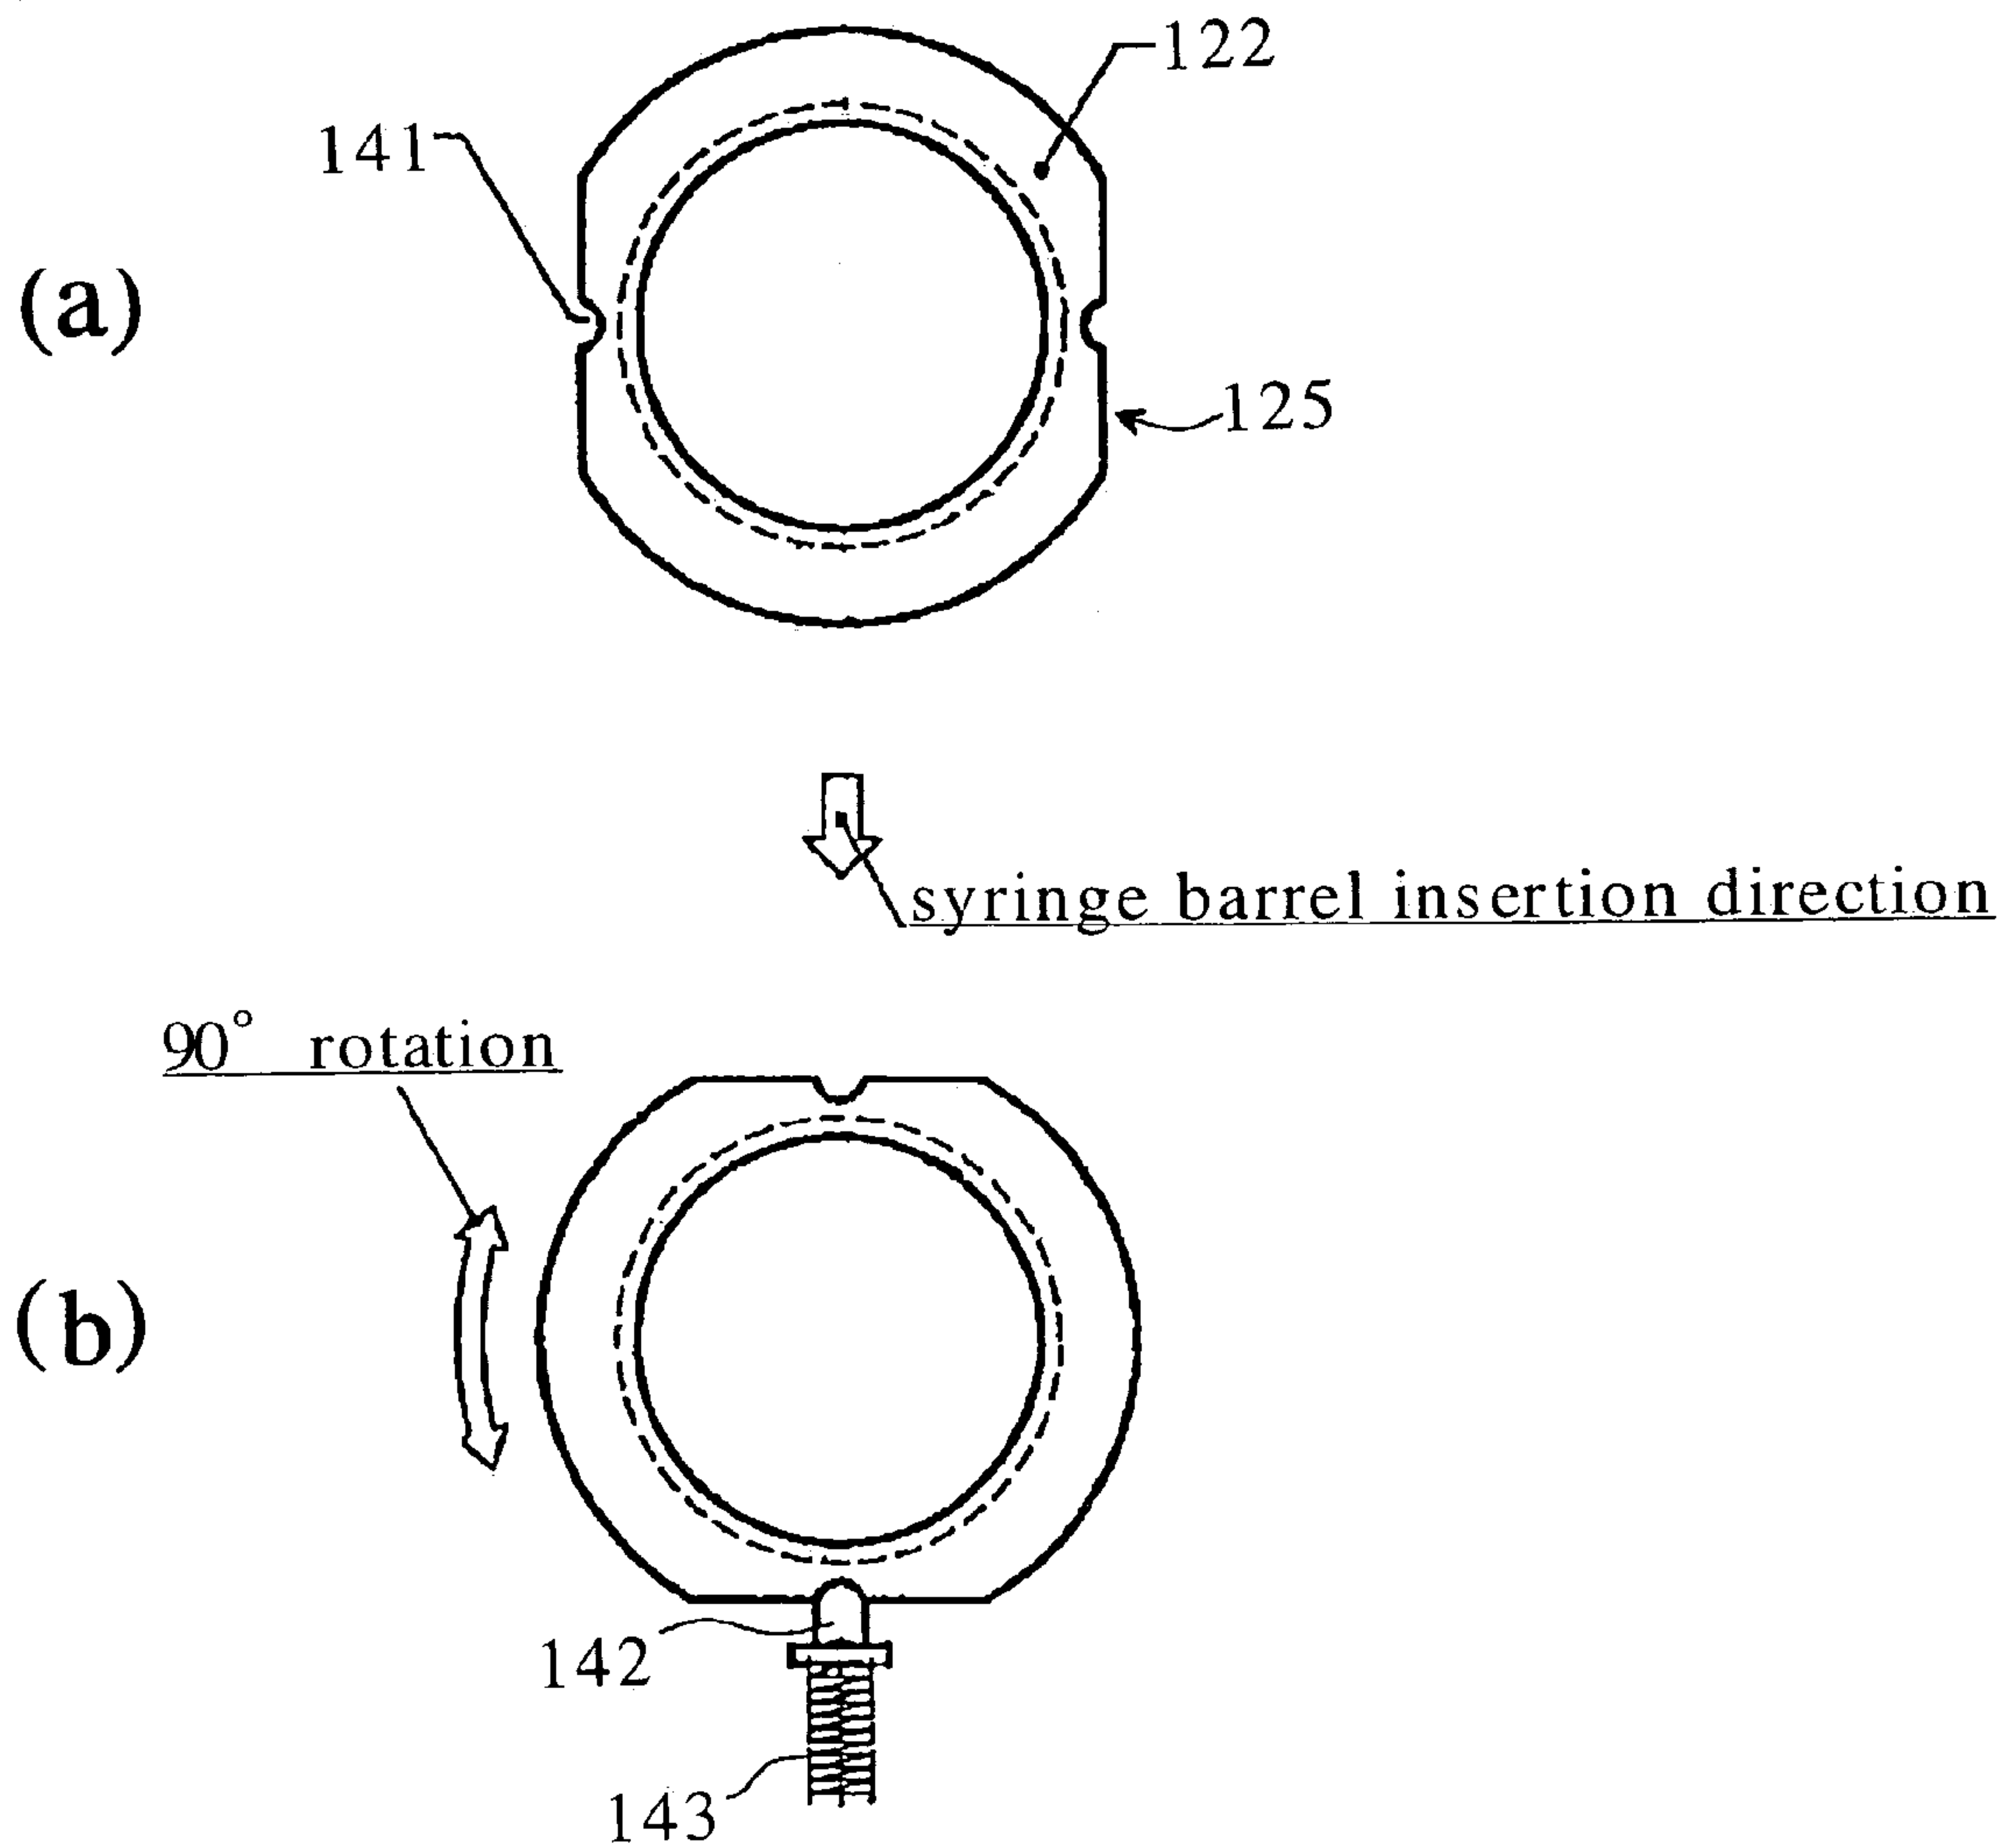 122
141
(a)
125
syringe barrel insertion direction
90° rotation
(b)
142
143